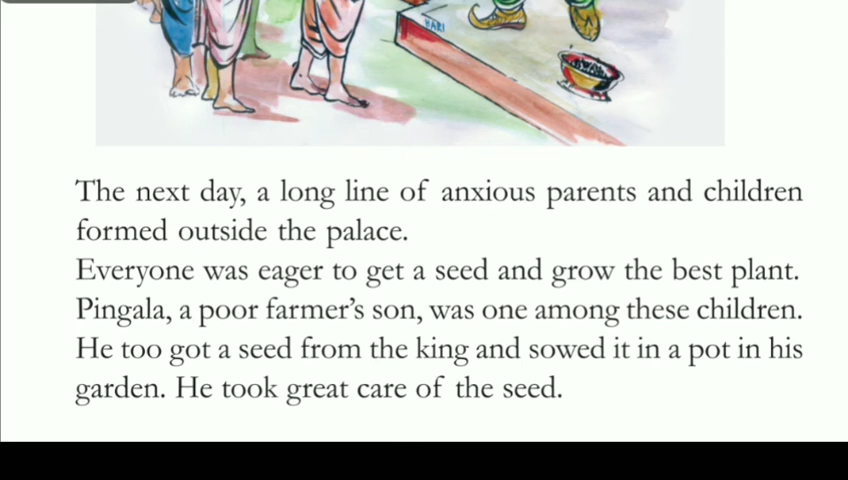 HARI
The next day, a long line of anxious parents and children
formed outside the palace.
Everyone was eager to get a seed and grow the best plant.
Pingala, a poor farmer's son, was one among these children.
He too got a seed from the king and sowed it in a pot in his
garden. He took great care of the seed.